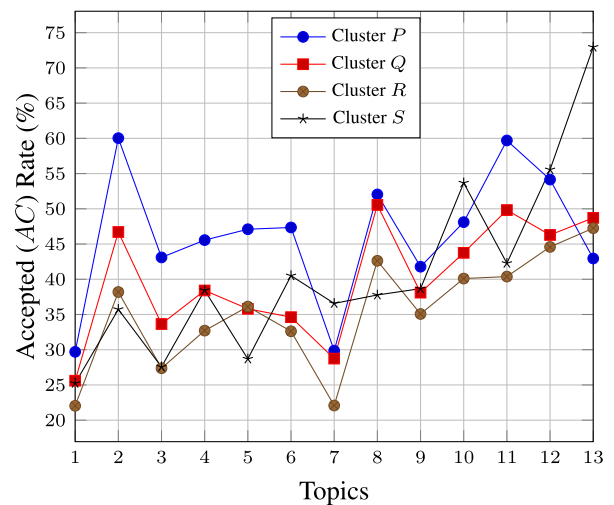 Cluster P
Cluster Q
Cluster R
Cluster S
Accepted (AC) Rate (%)
75
70
65
60
55
50
45
40
35
30
25
20
1 2 3 4 5 6 7 8 9 10 11 12 13
Topics